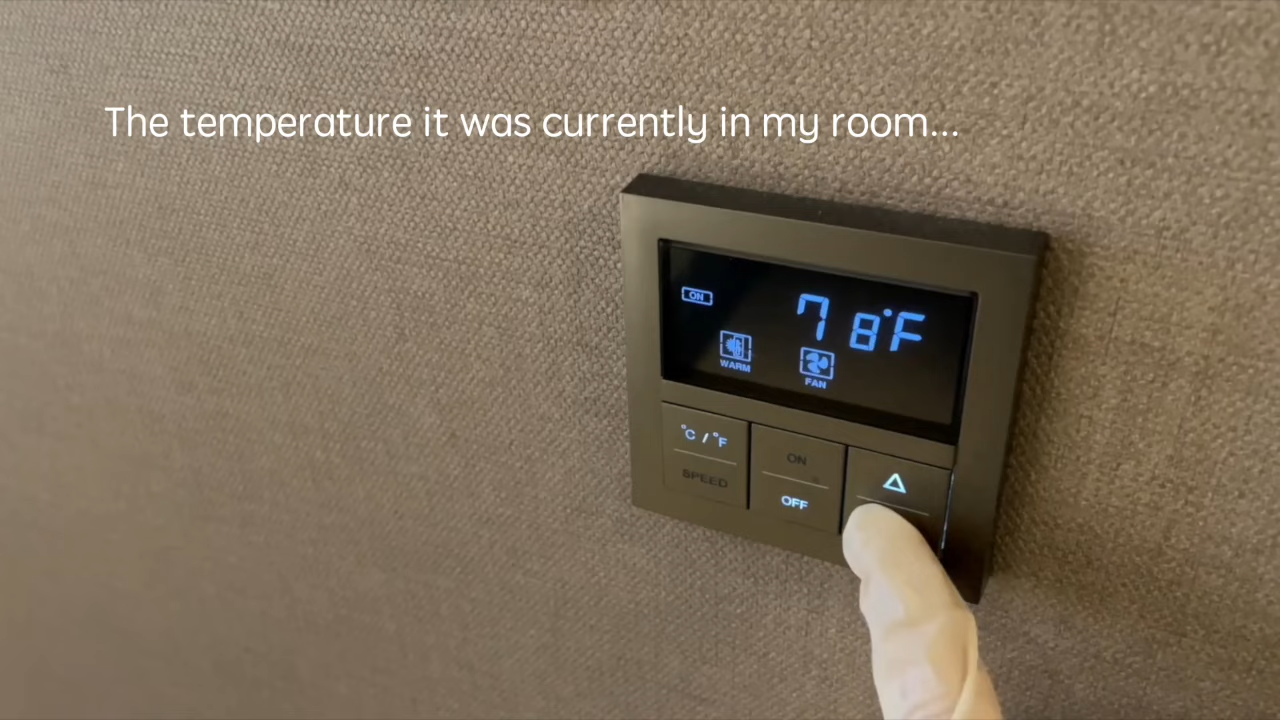 The temperature it was currently in my room...
ON
78°F
WARM
FAN
°C / °F
ON
SPEED
OFF